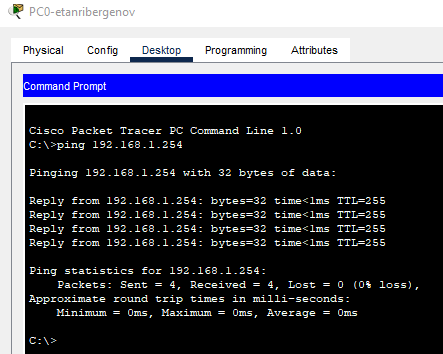 PC0-etanribergenov
Physical Config Desktop Programming Attributes
Command Prompt
Cisco Packet Tracer PC Command Line 1.0
C:\>ping 192.168.1.254
Pinging 192.168.1.254 with 32 bytes of data:
Reply from 192.168.1.254: bytes=32 time<1ms TTL=255
Reply from 192.168.1.254: bytes=32 time<1ms TTL=255
Reply from 192.168.1.254: bytes=32 time<1ms TTL=255
Reply from 192.168.1.254: bytes=32 time<1ms TTL=255
Ping statistics for 192.168.1.254:
Packets: Sent = 4, Received = 4, Lost = 0 (0% loss),
Approximate round trip times in milli-seconds:
Minimum = 0ms, Maximum = 0ms, Average = 0ms
C:\>